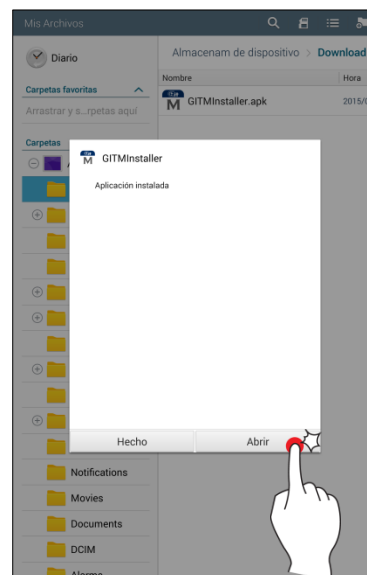 Mis Archivos
Diario
Almacenam de dispositivo > Download
Nombre
Hora
Carpetas favoritas
GITMInstaller.apk
2015/0
Arrastrar y s...rpetas aquí
Carpetas
GITMInstaller
Aplicación instalada
Hecho
Abrir
Notifications
Movies
Documents
DCIM
Alarms